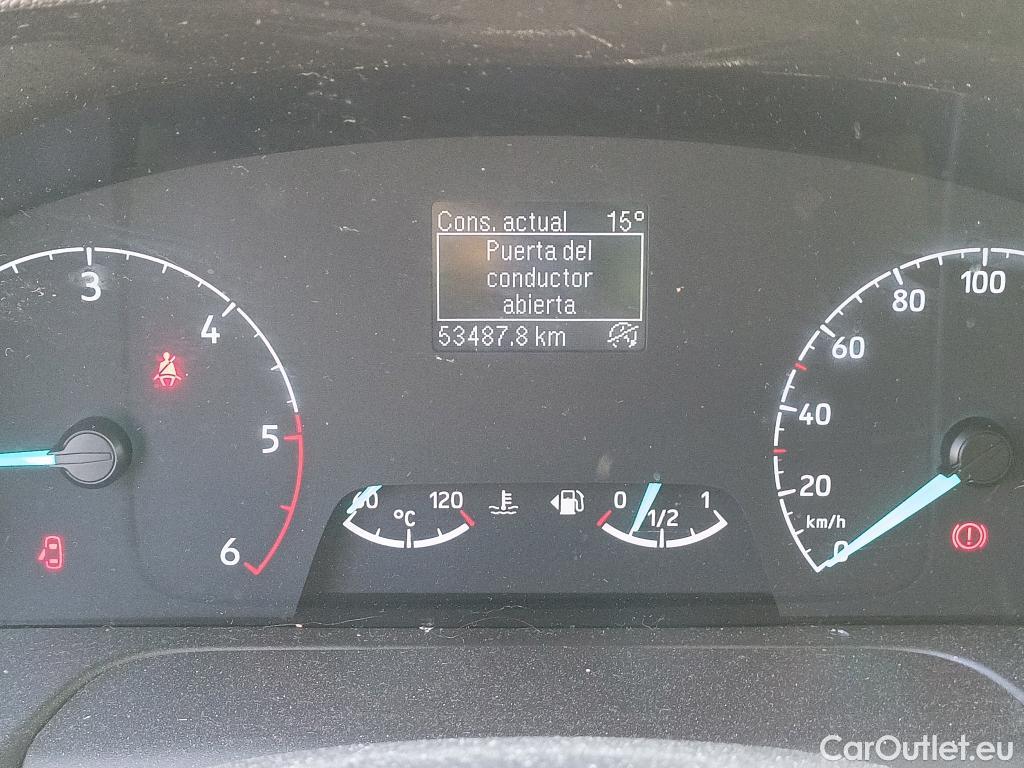 Cons. actual 15°
Puerta del
conductor
abierta
53487.8 km
3
4
5
6
60 120
°C
0 1/2 1
0
20
40
60
80
100
km/h
CarOutlet.eu